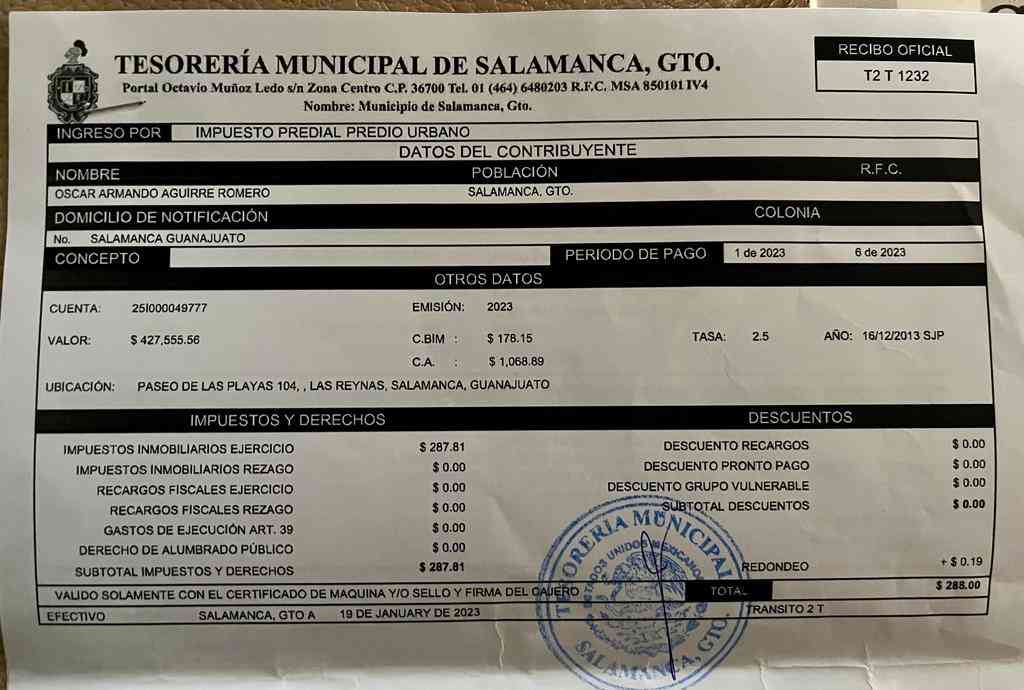 TESORERÍA MUNICIPAL DE SALAMANCA, GTO.
Portal Octavio Muñoz Ledo s/n Zona Centro C.P. 36700 Tel. 01 (464) 6480203 R.F.C. MSA 850101 IV4
Nombre: Municipio de Salamanca, Gto.
RECIBO OFICIAL
T2 T 1232
INGRESO POR IMPUESTO PREDIAL PREDIO URBANO
DATOS DEL CONTRIBUYENTE
NOMBRE POBLACIÓN R.F.C.
OSCAR ARMANDO AGUIRRE ROMERO SALAMANCA, GTO.
DOMICILIO DE NOTIFICACIÓN COLONIA
No. SALAMANCA GUANAJUATO
CONCEPTO PERIODO DE PAGO 1 de 2023 6 de 2023
OTROS DATOS
CUENTA: 25I000049777 EMISIÓN: 2023
VALOR: $ 427,555.56 C.BIM : $ 178.15 TASA: 2.5 AÑO: 16/12/2013 SJP
C.A. : $ 1,068.89
UBICACIÓN: PASEO DE LAS PLAYAS 104, , LAS REYNAS, SALAMANCA, GUANAJUATO
IMPUESTOS Y DERECHOS DESCUENTOS
IMPUESTOS INMOBILIARIOS EJERCICIO $ 287.81 DESCUENTO RECARGOS $ 0.00
IMPUESTOS INMOBILIARIOS REZAGO $ 0.00 DESCUENTO PRONTO PAGO $ 0.00
RECARGOS FISCALES EJERCICIO $ 0.00 DESCUENTO GRUPO VULNERABLE $ 0.00
RECARGOS FISCALES REZAGO $ 0.00 SUBTOTAL DESCUENTOS $ 0.00
GASTOS DE EJECUCIÓN ART. 39 $ 0.00
DERECHO DE ALUMBRADO PÚBLICO $ 0.00
SUBTOTAL IMPUESTOS Y DERECHOS $ 287.81 REDONDEO + $ 0.19
VALIDO SOLAMENTE CON EL CERTIFICADO DE MAQUINA Y/O SELLO Y FIRMA DEL CAJERO TOTAL $ 288.00
EFECTIVO SALAMANCA, GTO A 19 DE JANUARY DE 2023 TRANSITO 2 T
TESORERÍA MUNICIPAL
ESTADOS UNIDOS MEXICANOS
SALAMANCA, GTO.